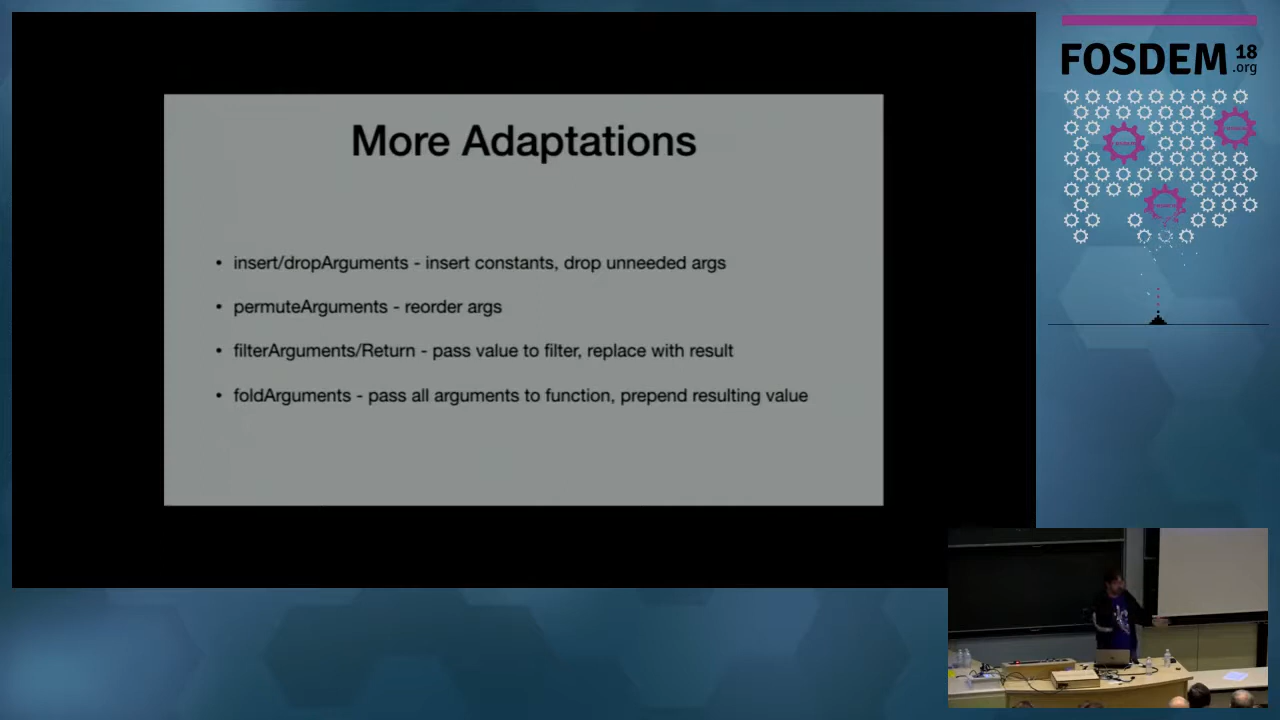 FOSDEM 18
.org
More Adaptations
• insert/dropArguments - insert constants, drop unneeded args
• permuteArguments - reorder args
• filterArguments/Return - pass value to filter, replace with result
• foldArguments - pass all arguments to function, prepend resulting value